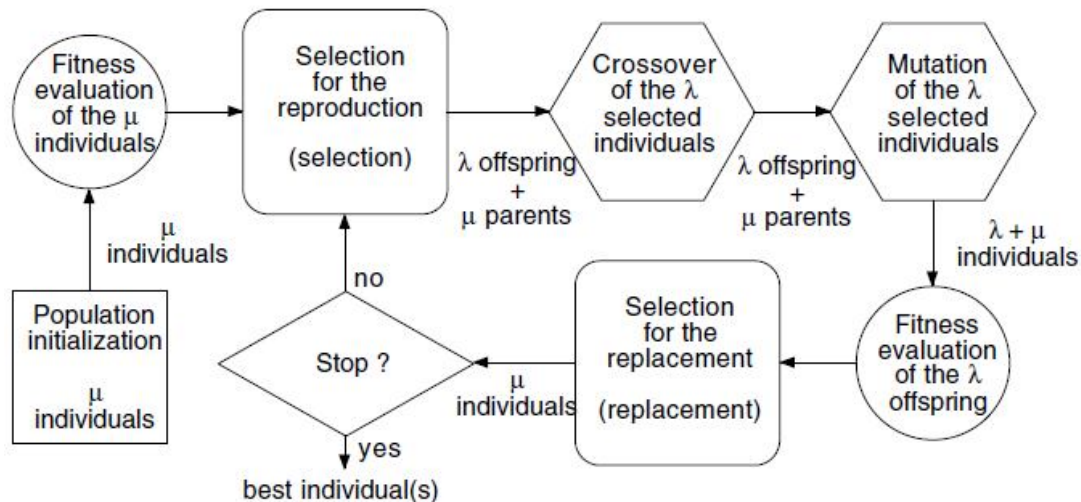 Fitness
evaluation
of the μ
individuals
Selection
for the
reproduction
(selection)
Crossover
of the λ
selected
individuals
Mutation
of the λ
selected
individuals
λ offspring
+
μ parents
λ offspring
+
μ parents
μ
individuals
λ + μ
individuals
no
Population
initialization
μ
individuals
Stop ?
μ
individuals
Selection
for the
replacement
(replacement)
Fitness
evaluation
of the λ
offspring
yes
best individual(s)